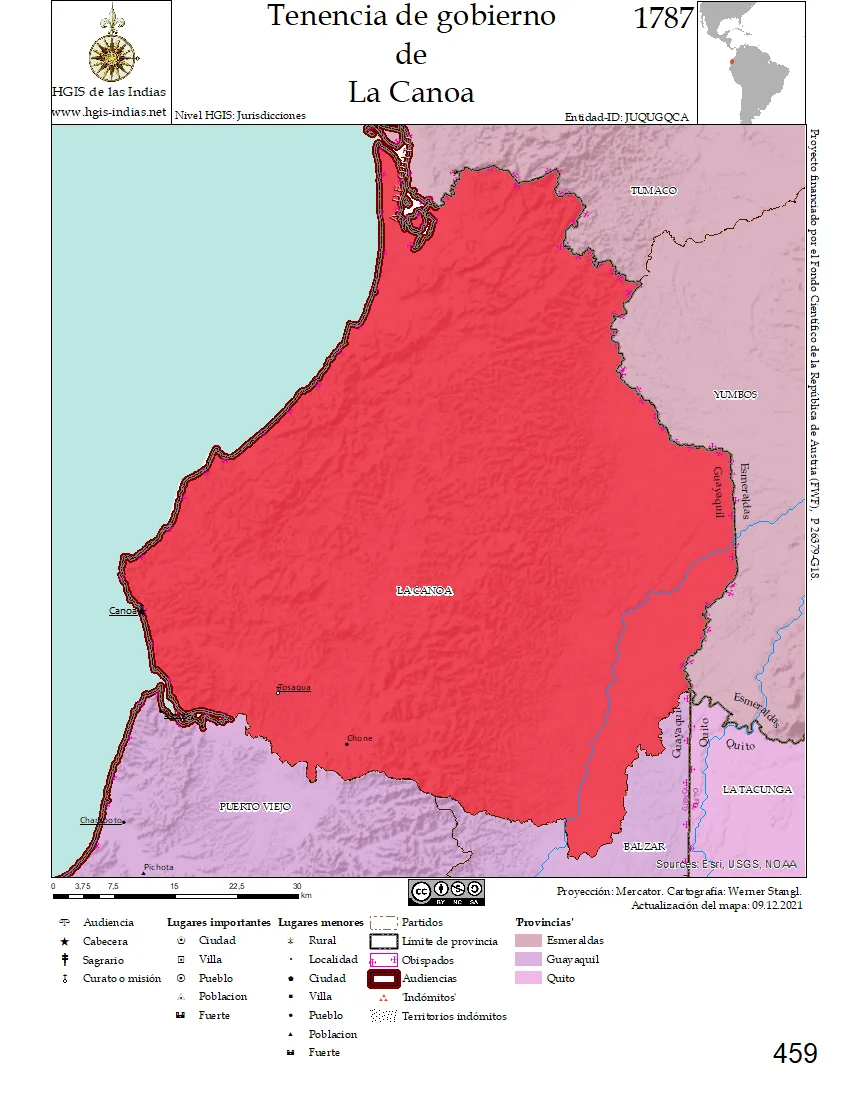 Tenencia de gobierno
de
La Canoa
1787
HGIS de las Indias
www.hgis-indias.net
Nivel HGIS: Jurisdicciones
Entidad-ID: JUQUGQCA
Proyecto financiado por el Fondo Científico de la República de Austria (FWF), P 26379-G18.
TUMACO
YUMBOS
Esmeraldas
Guayaquil
LA CANOA
Canoa
Tosagua
Chone
Esmeraldas
Guayaquil
Quito
Quito
PUERTO VIEJO
LATACUNGA
Pichota
BALZAR
Sources: Esri, USGS, NOAA
0 3,75 7,5 15 22,5 30
km
CC BY NC SA
Proyección: Mercator. Cartografía: Werner Stangl.
Actualización del mapa: 09.12.2021
Audiencia
Cabecera
Sagrario
Curato o misión
Lugares importantes
Ciudad
Villa
Pueblo
Poblacion
Fuerte
Lugares menores
Rural
Localidad
Ciudad
Villa
Pueblo
Poblacion
Fuerte
Partidos
Límite de provincia
Obispados
Audiencias
'Indómitos'
Territorios indómitos
'Provincias'
Esmeraldas
Guayaquil
Quito
459